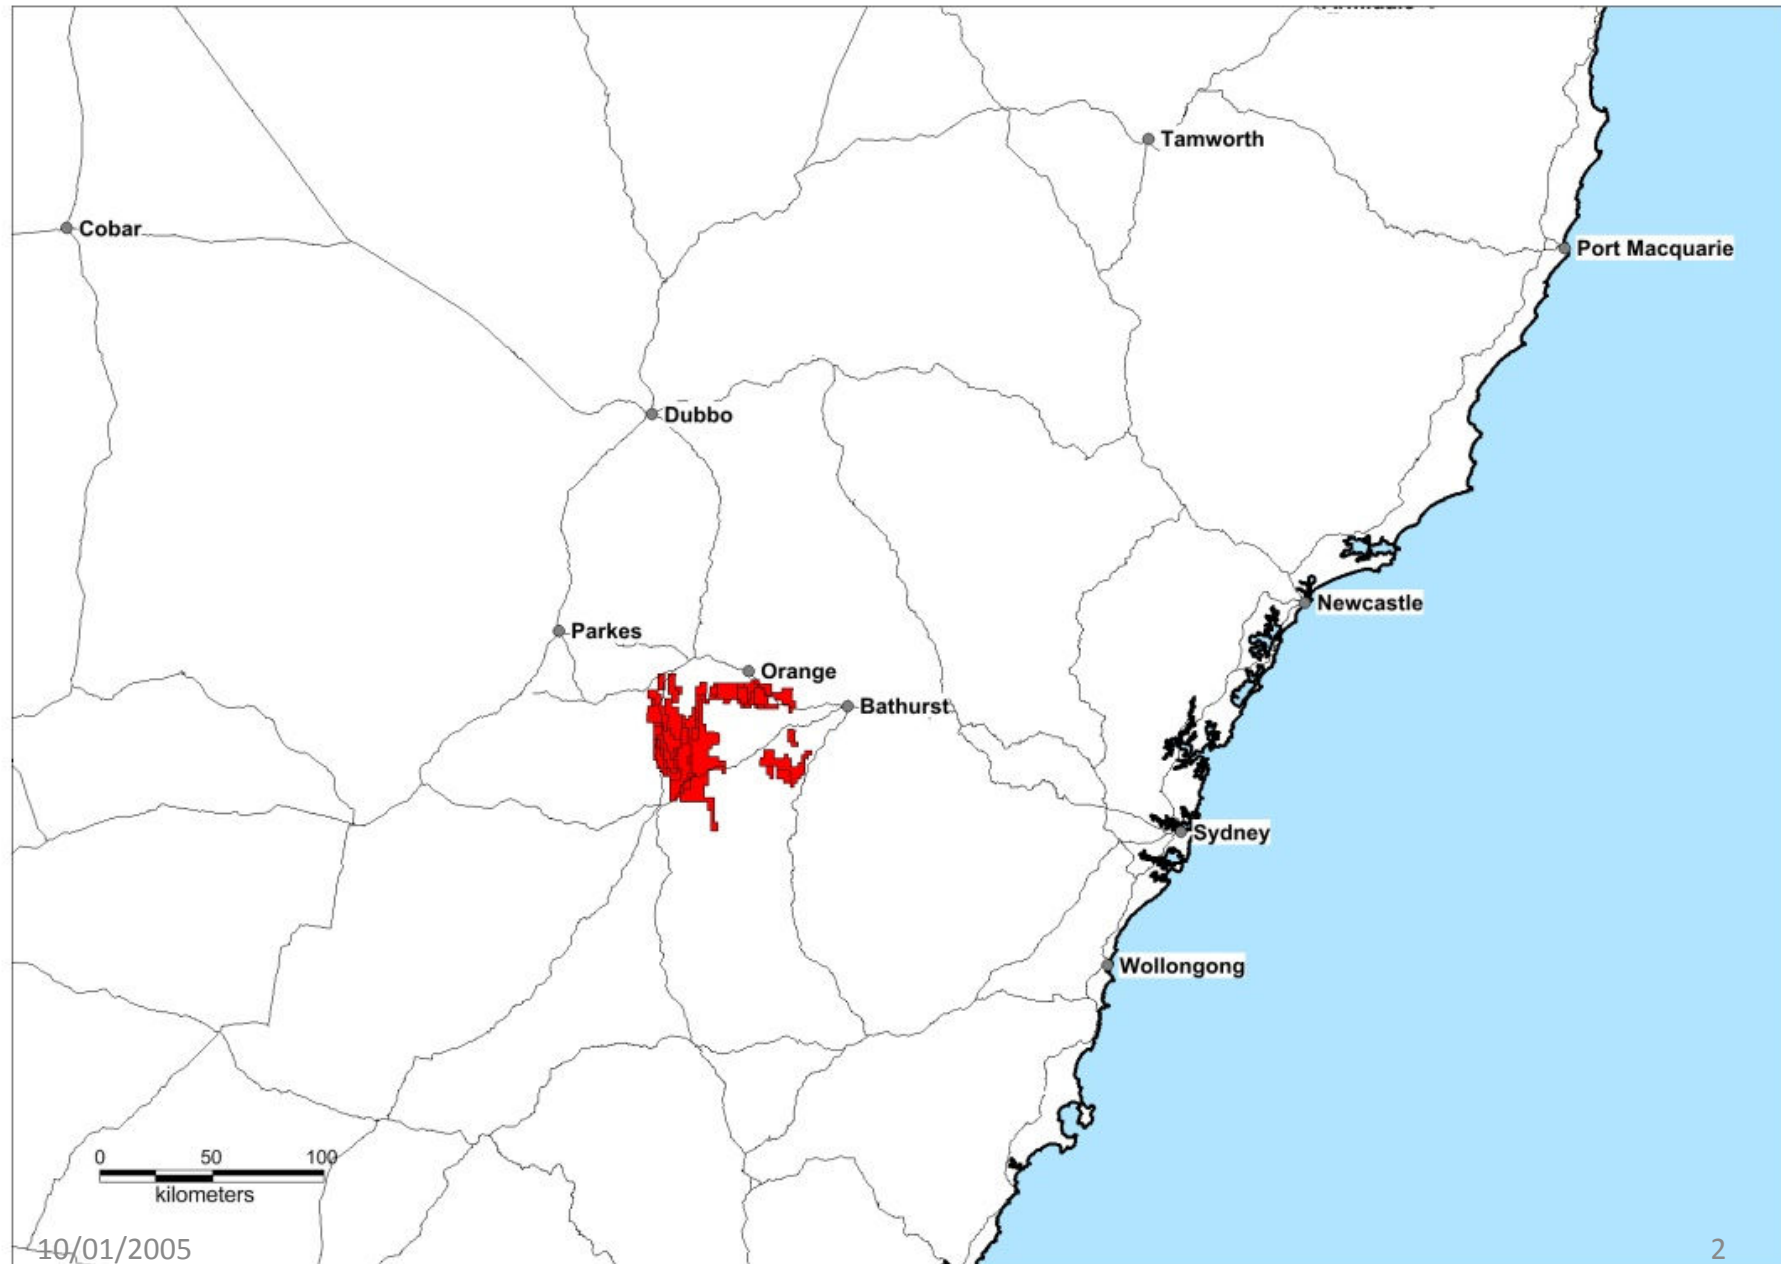 Tamworth
Cobar
Port Macquarie
Dubbo
Newcastle
Parkes
Orange
Bathurst
Sydney
Wollongong
0 50 100
kilometers
10/01/2005
2